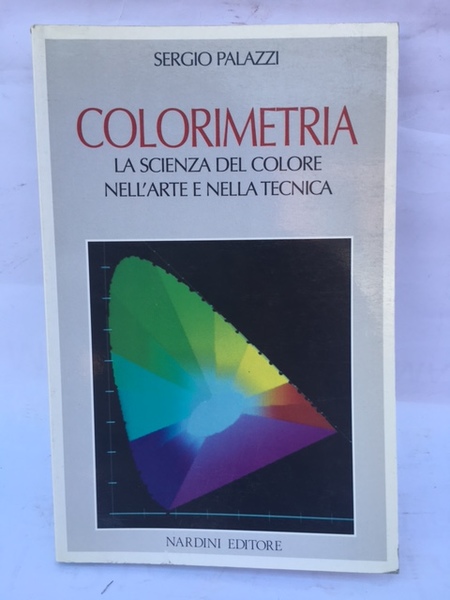 SERGIO PALAZZI
COLORIMETRIA
LA SCIENZA DEL COLORE
NELL'ARTE E NELLA TECNICA
NARDINI EDITORE